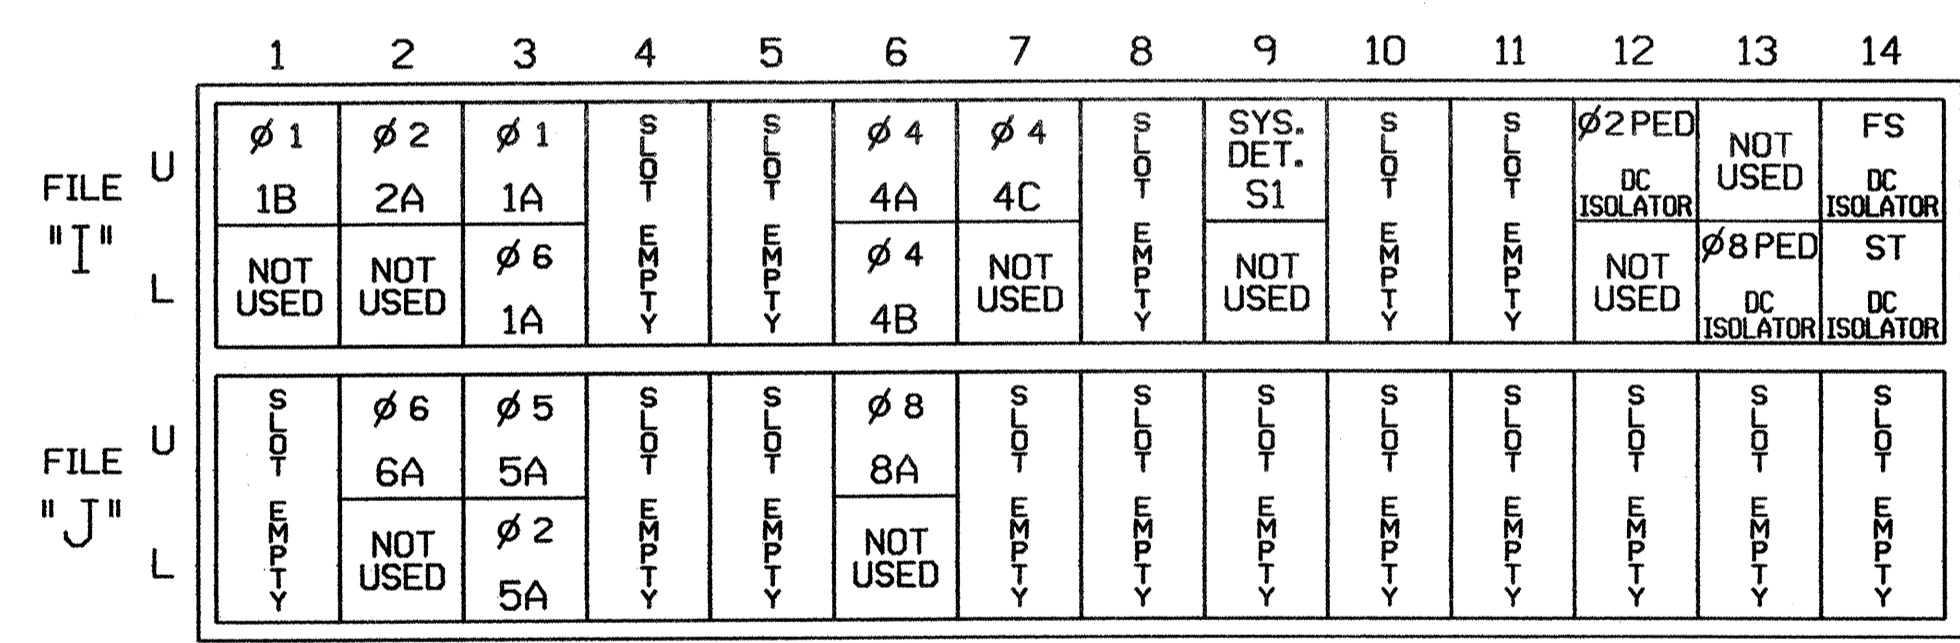 1 2 3 4 5 6 7 8 9 10 11 12 13 14
FILE "I"
U
Ø 1 1B
Ø 2 2A
Ø 1 1A
SLOT EMPTY
SLOT EMPTY
Ø 4 4A
Ø 4 4C
SLOT EMPTY
SYS. DET. S1
SLOT EMPTY
SLOT EMPTY
Ø2PED DC ISOLATOR
NOT USED
FS DC ISOLATOR
L
NOT USED
NOT USED
Ø 6 1A
Ø 4 4B
NOT USED
NOT USED
NOT USED
Ø8PED DC ISOLATOR
ST DC ISOLATOR
FILE "J"
U
SLOT EMPTY
Ø 6 6A
Ø 5 5A
SLOT EMPTY
SLOT EMPTY
Ø 8 8A
SLOT EMPTY
SLOT EMPTY
SLOT EMPTY
SLOT EMPTY
SLOT EMPTY
SLOT EMPTY
SLOT EMPTY
SLOT EMPTY
L
NOT USED
Ø 2 5A
NOT USED